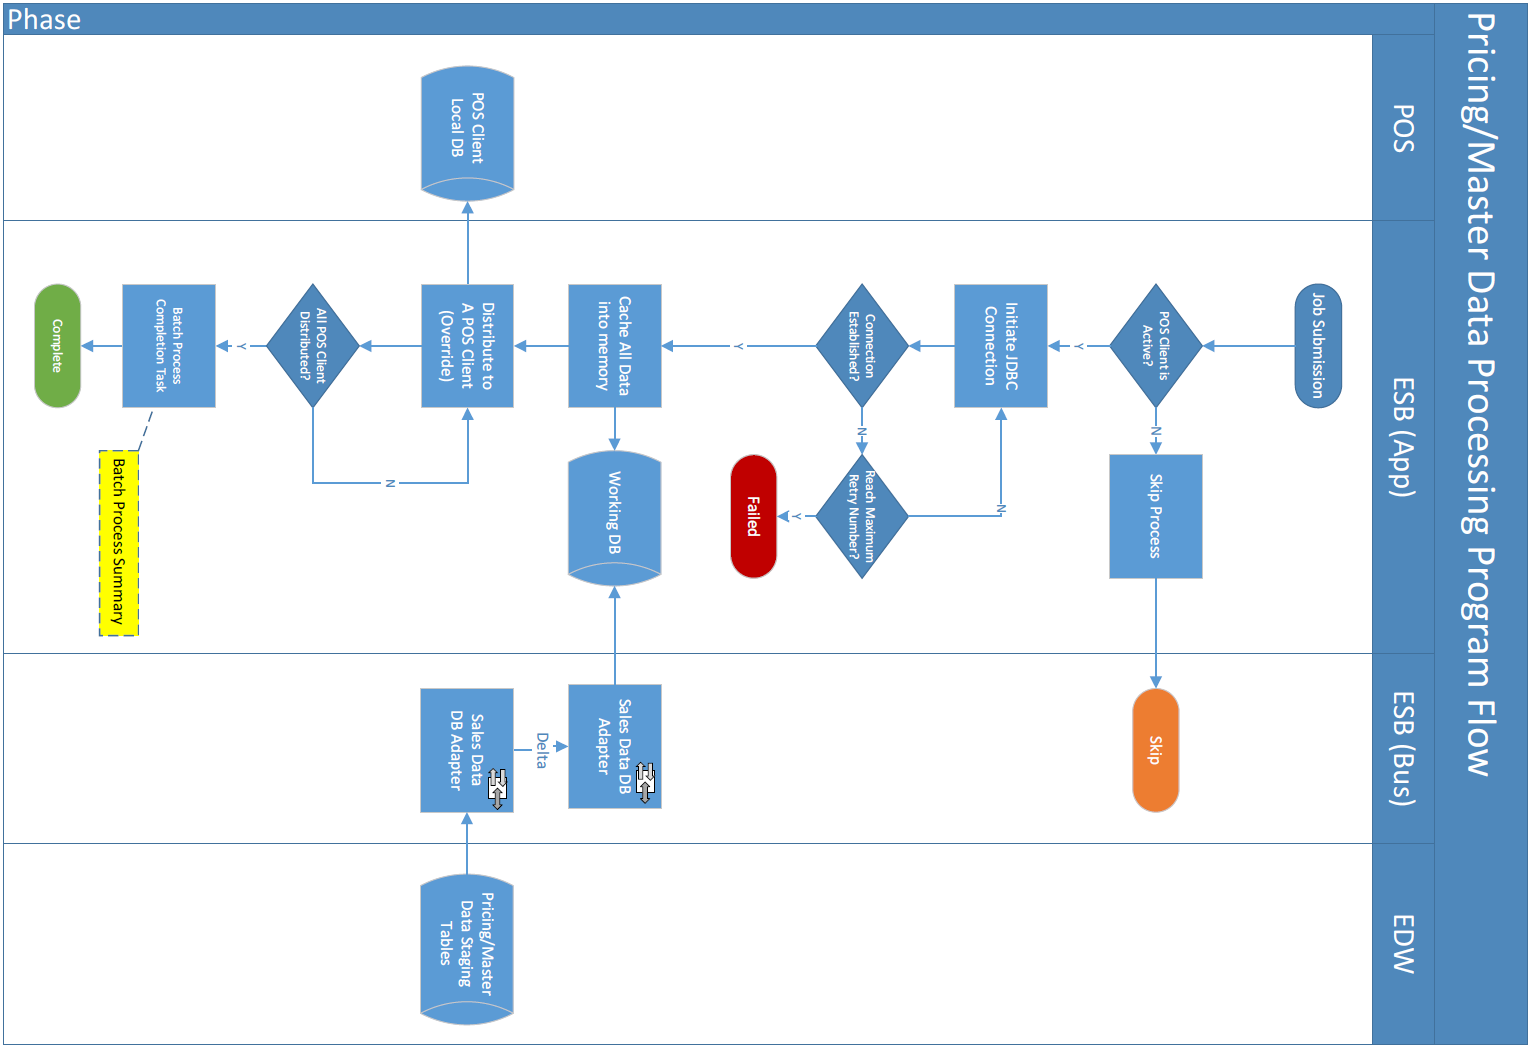 Pricing/Master Data Processing Program Flow
Phase
POS
ESB (App)
ESB (Bus)
EDW
Job Submission
POS Client is
Active?
Y
N
Skip Process
Skip
Initiate JDBC
Connection
Connection
Established?
N
Reach Maximum
Retry Number?
N
Y
Failed
Y
Cache All Data
into memory
Working DB
Sales Data DB
Adapter
Delta
Sales Data
DB Adapter
Pricing/Master
Data Staging
Tables
Distribute to
A POS Client
(Override)
POS Client
Local DB
All POS Client
Distributed?
N
Y
Batch Process
Completion Task
Batch Process Summary
Complete